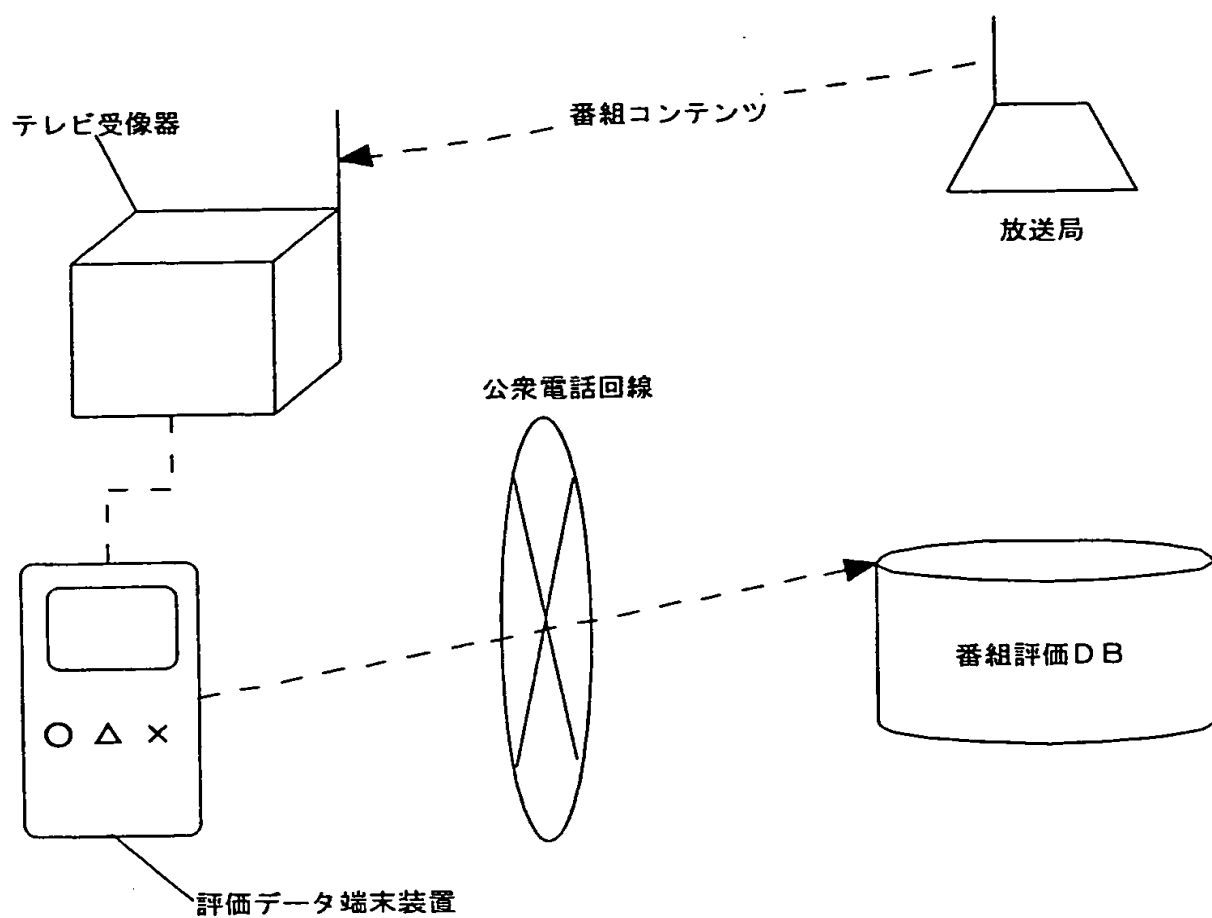 テレビ受像器
番組コンテンツ
放送局
公衆電話回線
番組評価DB
○ △ ×
評価データ端末装置